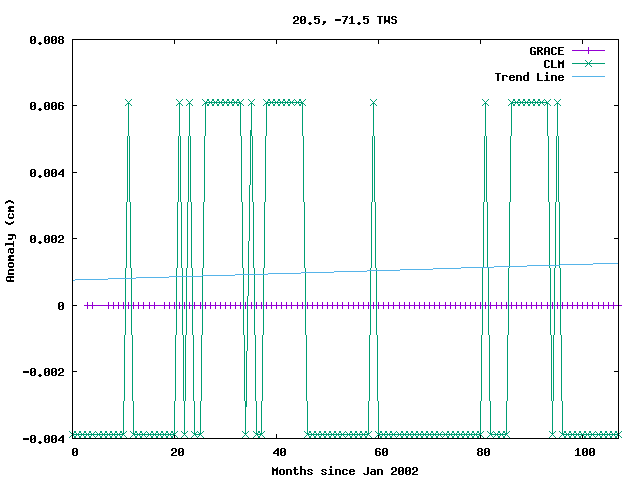 20.5, -71.5 TWS
GRACE
CLM
Trend Line
0.008
0.006
0.004
0.002
0
-0.002
-0.004
Anomaly (cm)
0 20 40 60 80 100
Months since Jan 2002